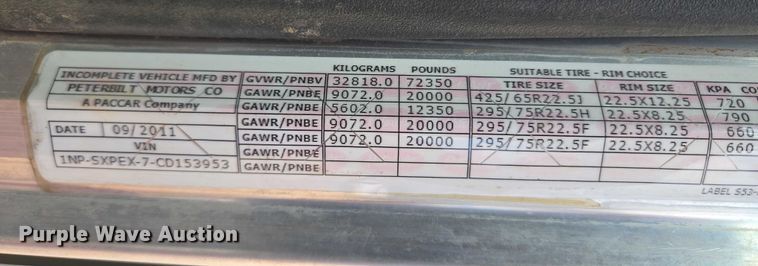 KILOGRAMS POUNDS SUITABLE TIRE - RIM CHOICE
INCOMPLETE VEHICLE MFD BY GVWR/PNBV 32818.0 72350 TIRE SIZE RIM SIZE KPA CO
PETERBILT MOTORS CO GAWR/PNBE 9072.0 20000 425/65R22.5J 22.5X12.25 720
A PACCAR Company GAWR/PNBE 5602.0 12350 295/75R22.5H 22.5X8.25 790
GAWR/PNBE 9072.0 20000 295/75R22.5F 22.5X8.25 660
DATE 09/2011 GAWR/PNBE 9072.0 20000 295/75R22.5F 22.5X8.25 660
VIN GAWR/PNBE
1NP-SXPEX-7-CD153953
LABEL S53-
Purple Wave Auction